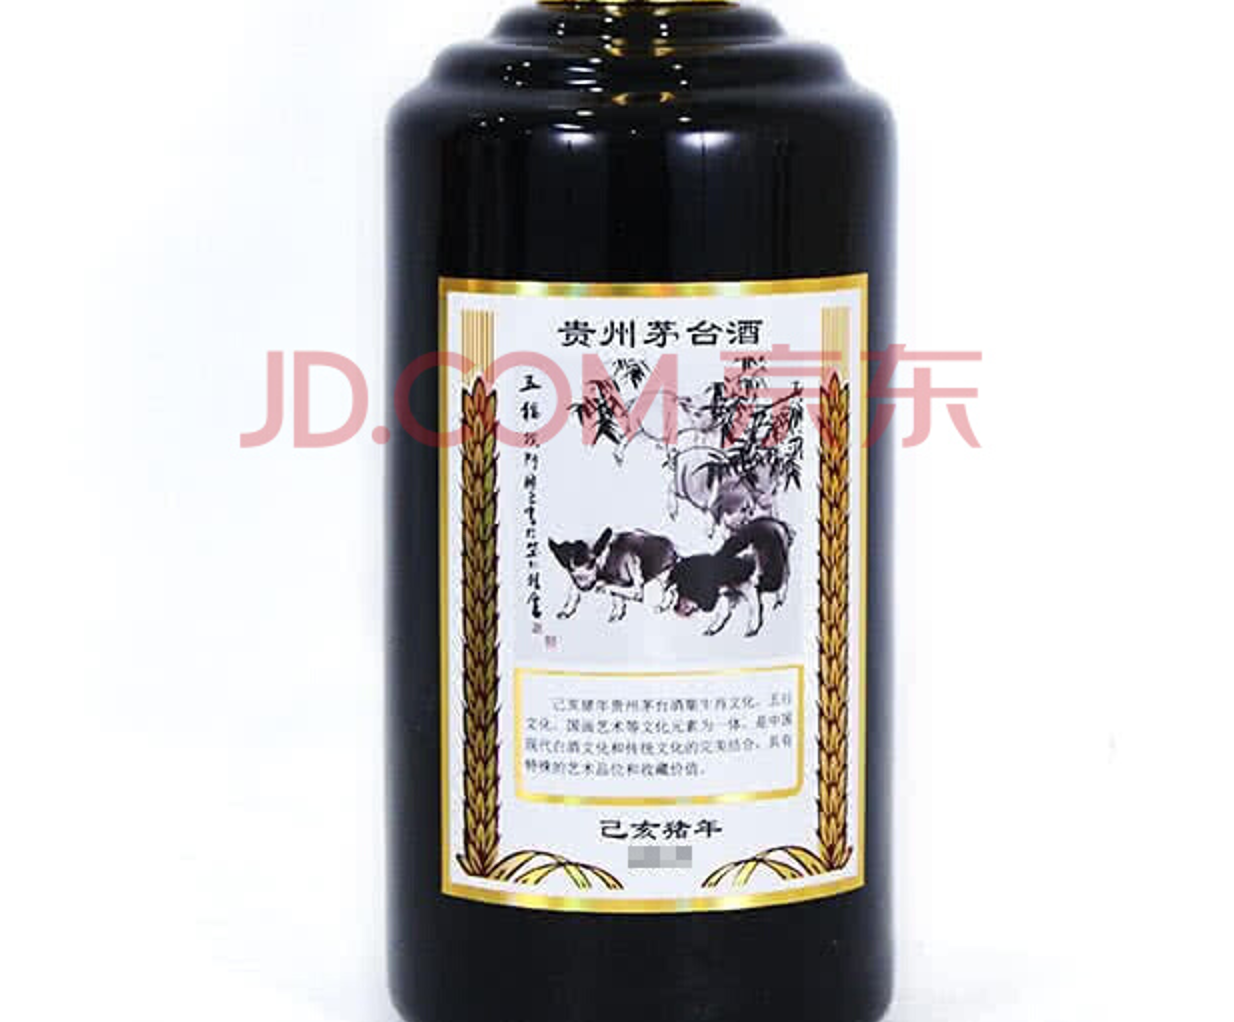 贵州茅台酒
JD.COM 京东
五福图
己亥猪年贵州茅台酒集生肖文化、五行
文化、国画艺术等文化元素为一体，是中国
现代白酒文化和传统文化的完美结合，具有
特殊的艺术品位和收藏价值。
己亥猪年